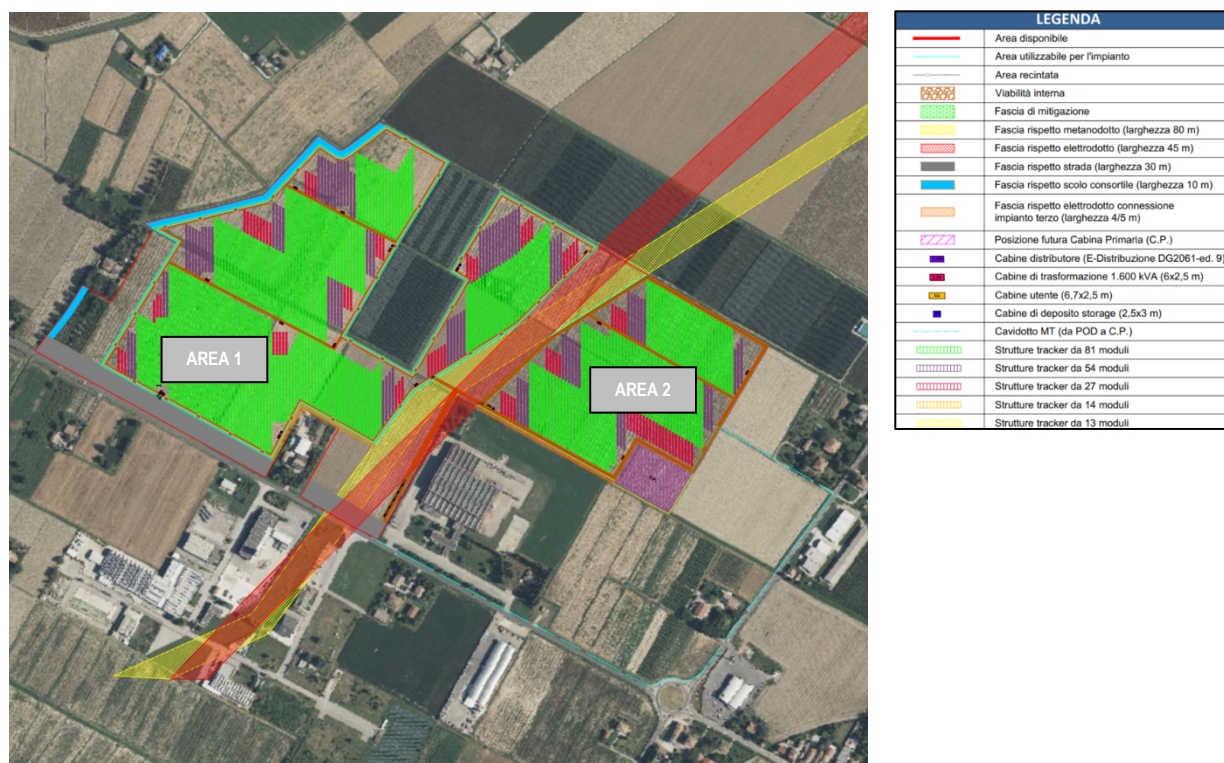 AREA 1
AREA 2
LEGENDA
Area disponibile
Area utilizzabile per l'impianto
Area recintata
Viabilità interna
Fascia di mitigazione
Fascia rispetto metanodotto (larghezza 80 m)
Fascia rispetto elettrodotto (larghezza 45 m)
Fascia rispetto strada (larghezza 30 m)
Fascia rispetto scolo consortile (larghezza 10 m)
Fascia rispetto elettrodotto connessione
impianto terzo (larghezza 4/5 m)
Posizione futura Cabina Primaria (C.P.)
Cabine distributore (E-Distribuzione DG2061-ed. 9)
Cabine di trasformazione 1.600 kVA (6x2,5 m)
Cabine utente (6,7x2,5 m)
Cabine di deposito storage (2,5x3 m)
Cavidotto MT (da POD a C.P.)
Strutture tracker da 81 moduli
Strutture tracker da 54 moduli
Strutture tracker da 27 moduli
Strutture tracker da 14 moduli
Strutture tracker da 13 moduli